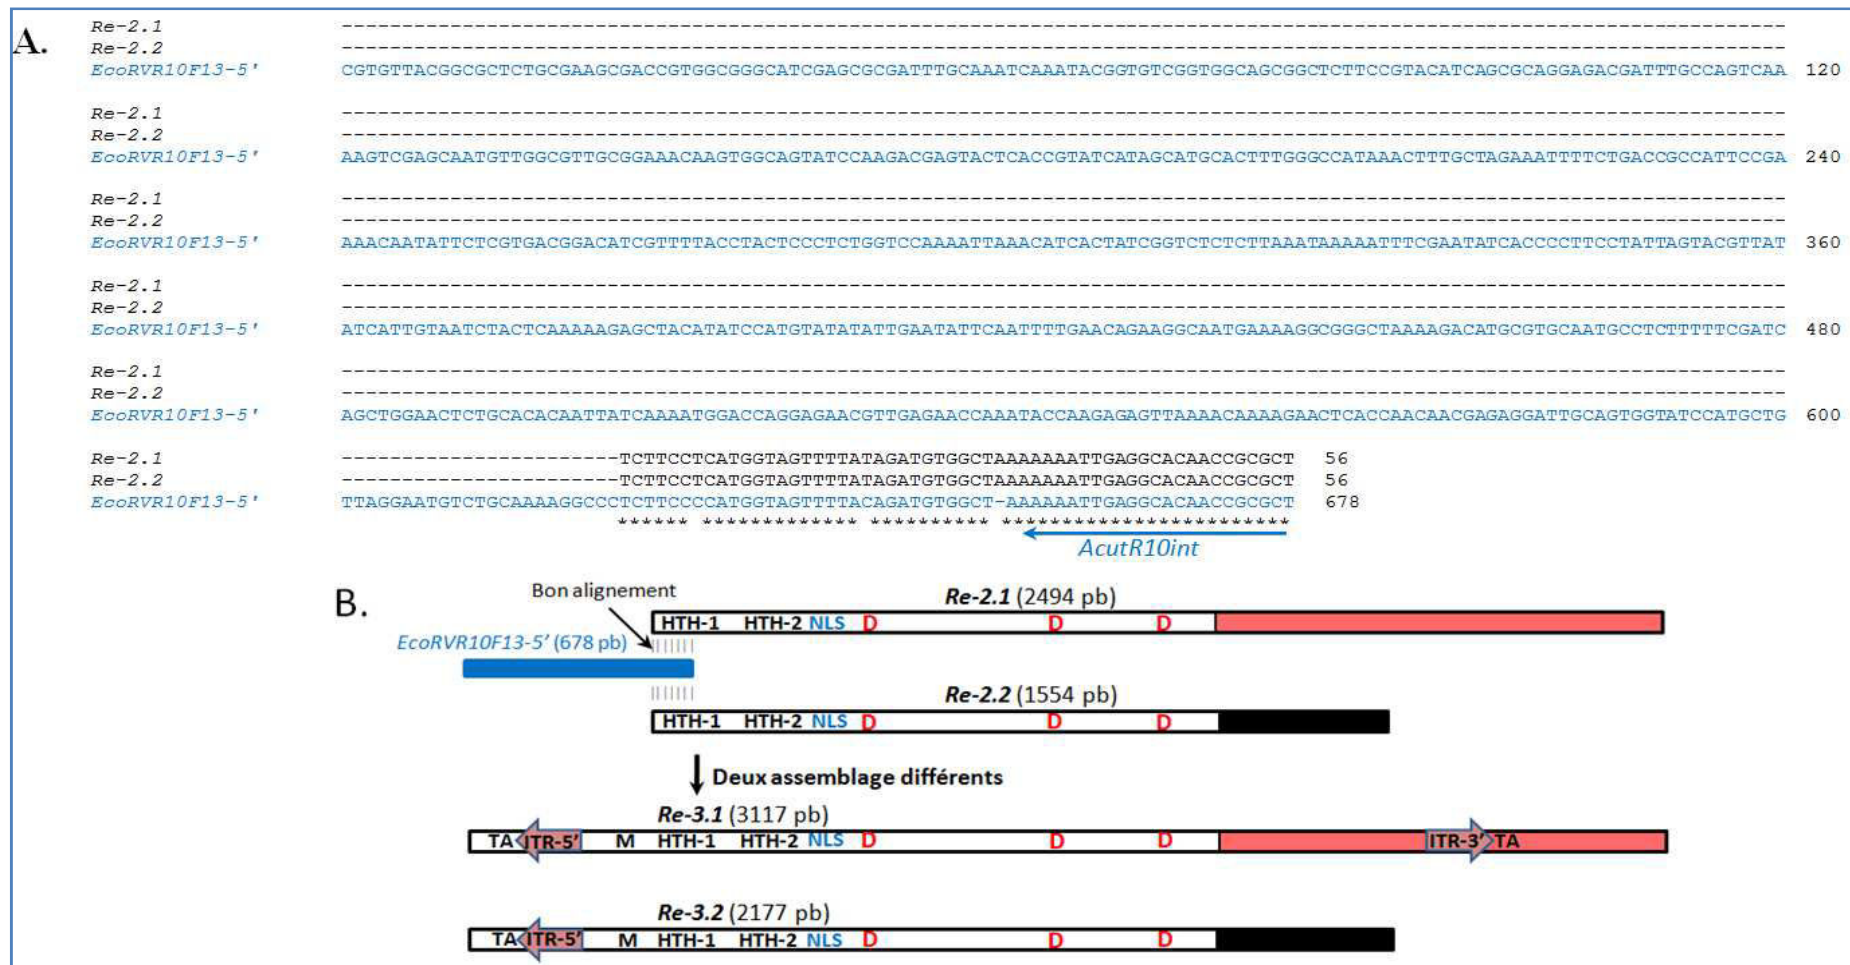 A.
Re-2.1 ------------------------------------------------------------------------------------------------------------------------
Re-2.2 ------------------------------------------------------------------------------------------------------------------------
EcoRVR10F13-5' CGTGTTACGGCGCTCTGCGAAGCGACCGTGGCGGGCATCGAGCGCGATTTGCAAATCAAATACGGTGTCGGTGGCAGCGGCTCTTCCGTACATCAGCGCAGGAGACGATTTGCCAGTCAA 120
Re-2.1 ------------------------------------------------------------------------------------------------------------------------
Re-2.2 ------------------------------------------------------------------------------------------------------------------------
EcoRVR10F13-5' AAGTCGAGCAATGTTGGCGTTGCGGAAACAAGTGGCAGTATCCAAGACGAGTACTCACCGTATCATAGCATGCACTTTGGGCCATAAACTTTGCTAGAAATTTTCTGACCGCCATTCCGA 240
Re-2.1 ------------------------------------------------------------------------------------------------------------------------
Re-2.2 ------------------------------------------------------------------------------------------------------------------------
EcoRVR10F13-5' AAACAATATTCTCGTGACGGACATCGTTTTACCTACTCCCTCTGGTCCAAAATTAAACATCACTATCGGTCTCTCTTAAATAAAAATTTCGAATATCACCCCTTCCTATTAGTACGTTAT 360
Re-2.1 ------------------------------------------------------------------------------------------------------------------------
Re-2.2 ------------------------------------------------------------------------------------------------------------------------
EcoRVR10F13-5' ATCATTGTAATCTACTCAAAAAGAGCTACATATCCATGTATATATTGAATATTCAATTTTGAACAGAAGGCAATGAAAAGGCGGGCTAAAAGACATGCGTGCAATGCCTCTTTTTCGATC 480
Re-2.1 ------------------------------------------------------------------------------------------------------------------------
Re-2.2 ------------------------------------------------------------------------------------------------------------------------
EcoRVR10F13-5' AGCTGGAACTCTGCACACAATTATCAAAATGGACCAGGAGAACGTTGAGAACCAAATACCAAGAGAGTTAAAACAAAAGAACTCACCAACAACGAGAGGATTGCAGTGGTATCCATGCTG 600
Re-2.1 -----------------------TCTTCCTCATGGTAGTTTTATAGATGTGGCTAAAAAAAATTGAGGCACAACCGCGCT 56
Re-2.2 -----------------------TCTTCCTCATGGTAGTTTTATAGATGTGGCTAAAAAAAATTGAGGCACAACCGCGCT 56
EcoRVR10F13-5' TTAGGAATGTCTGCAAAAGGCCCTCTTCCCCATGGTAGTTTTACAGATGTGGCT-AAAAAATTGAGGCACAACCGCGCT 678
****** ************* ********** ************************
AcutR10int
B.
Bon alignement
Re-2.1 (2494 pb)
HTH-1 HTH-2 NLS D D D
EcoRVR10F13-5' (678 pb)
Re-2.2 (1554 pb)
HTH-1 HTH-2 NLS D D D
Deux assemblage différents
Re-3.1 (3117 pb)
TA ITR-5' M HTH-1 HTH-2 NLS D D D ITR-3' TA
Re-3.2 (2177 pb)
TA ITR-5' M HTH-1 HTH-2 NLS D D D